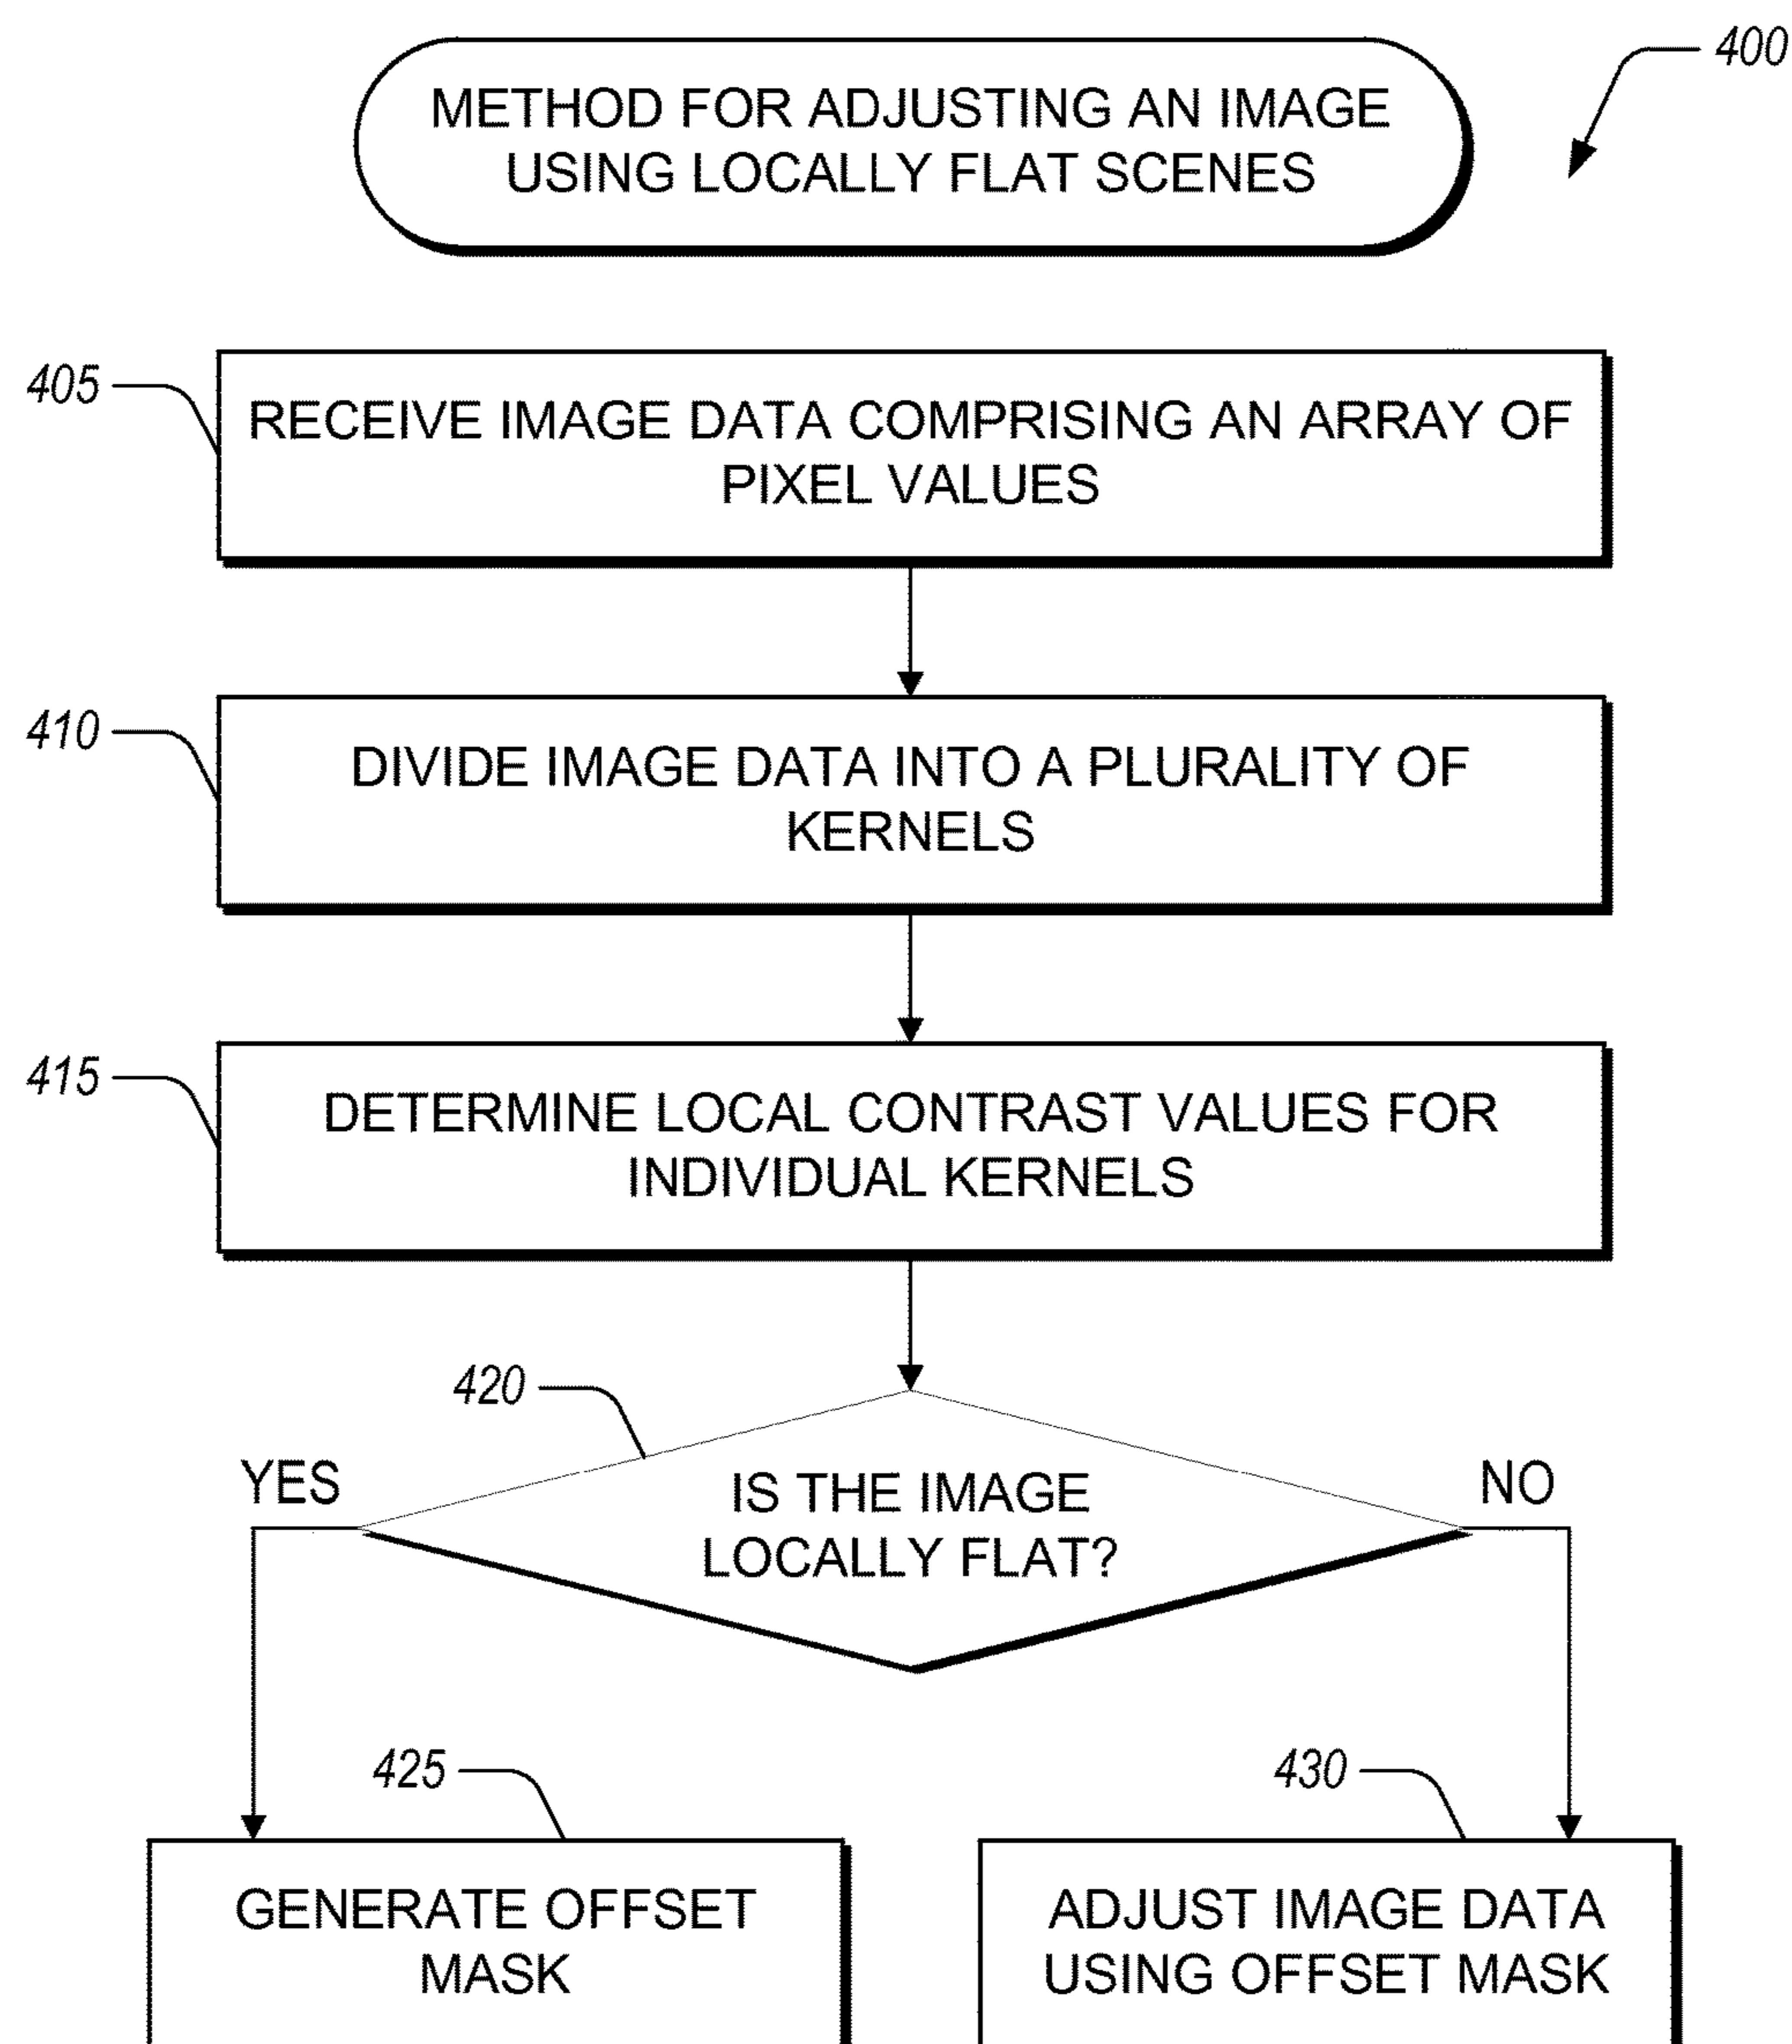 400
METHOD FOR ADJUSTING AN IMAGE
USING LOCALLY FLAT SCENES
405
RECEIVE IMAGE DATA COMPRISING AN ARRAY OF
PIXEL VALUES
410
DIVIDE IMAGE DATA INTO A PLURALITY OF
KERNELS
415
DETERMINE LOCAL CONTRAST VALUES FOR
INDIVIDUAL KERNELS
420
YES
IS THE IMAGE
LOCALLY FLAT?
NO
425
GENERATE OFFSET
MASK
430
ADJUST IMAGE DATA
USING OFFSET MASK